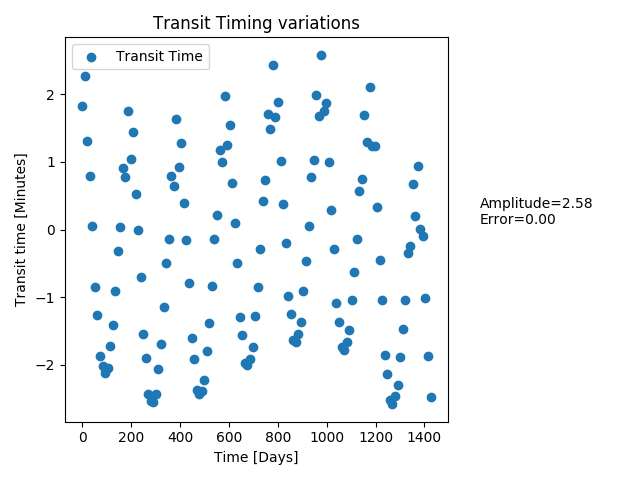 Transit Timing variations
Transit Time
Transit time [Minutes]
2
1
0
−1
−2
0 200 400 600 800 1000 1200 1400
Time [Days]
Amplitude=2.58
Error=0.00